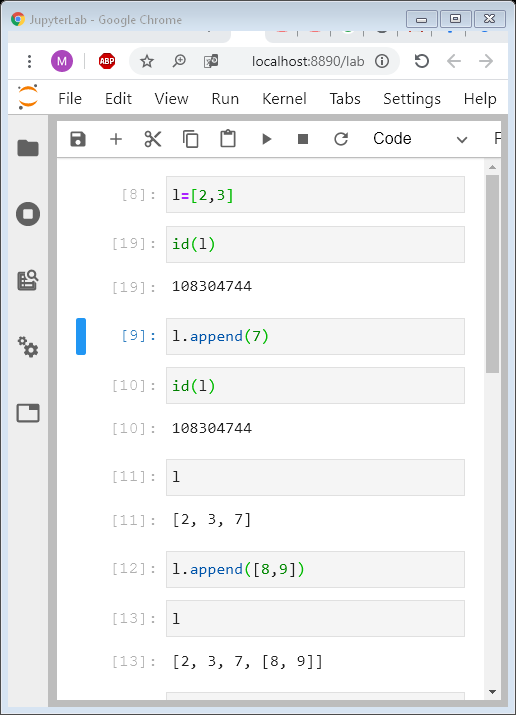 JupyterLab - Google Chrome
M
ABP
localhost:8890/lab
File Edit View Run Kernel Tabs Settings Help
Code
[8]: l=[2,3]
[19]: id(l)
[19]: 108304744
[9]: l.append(7)
[10]: id(l)
[10]: 108304744
[11]: l
[11]: [2, 3, 7]
[12]: l.append([8,9])
[13]: l
[13]: [2, 3, 7, [8, 9]]